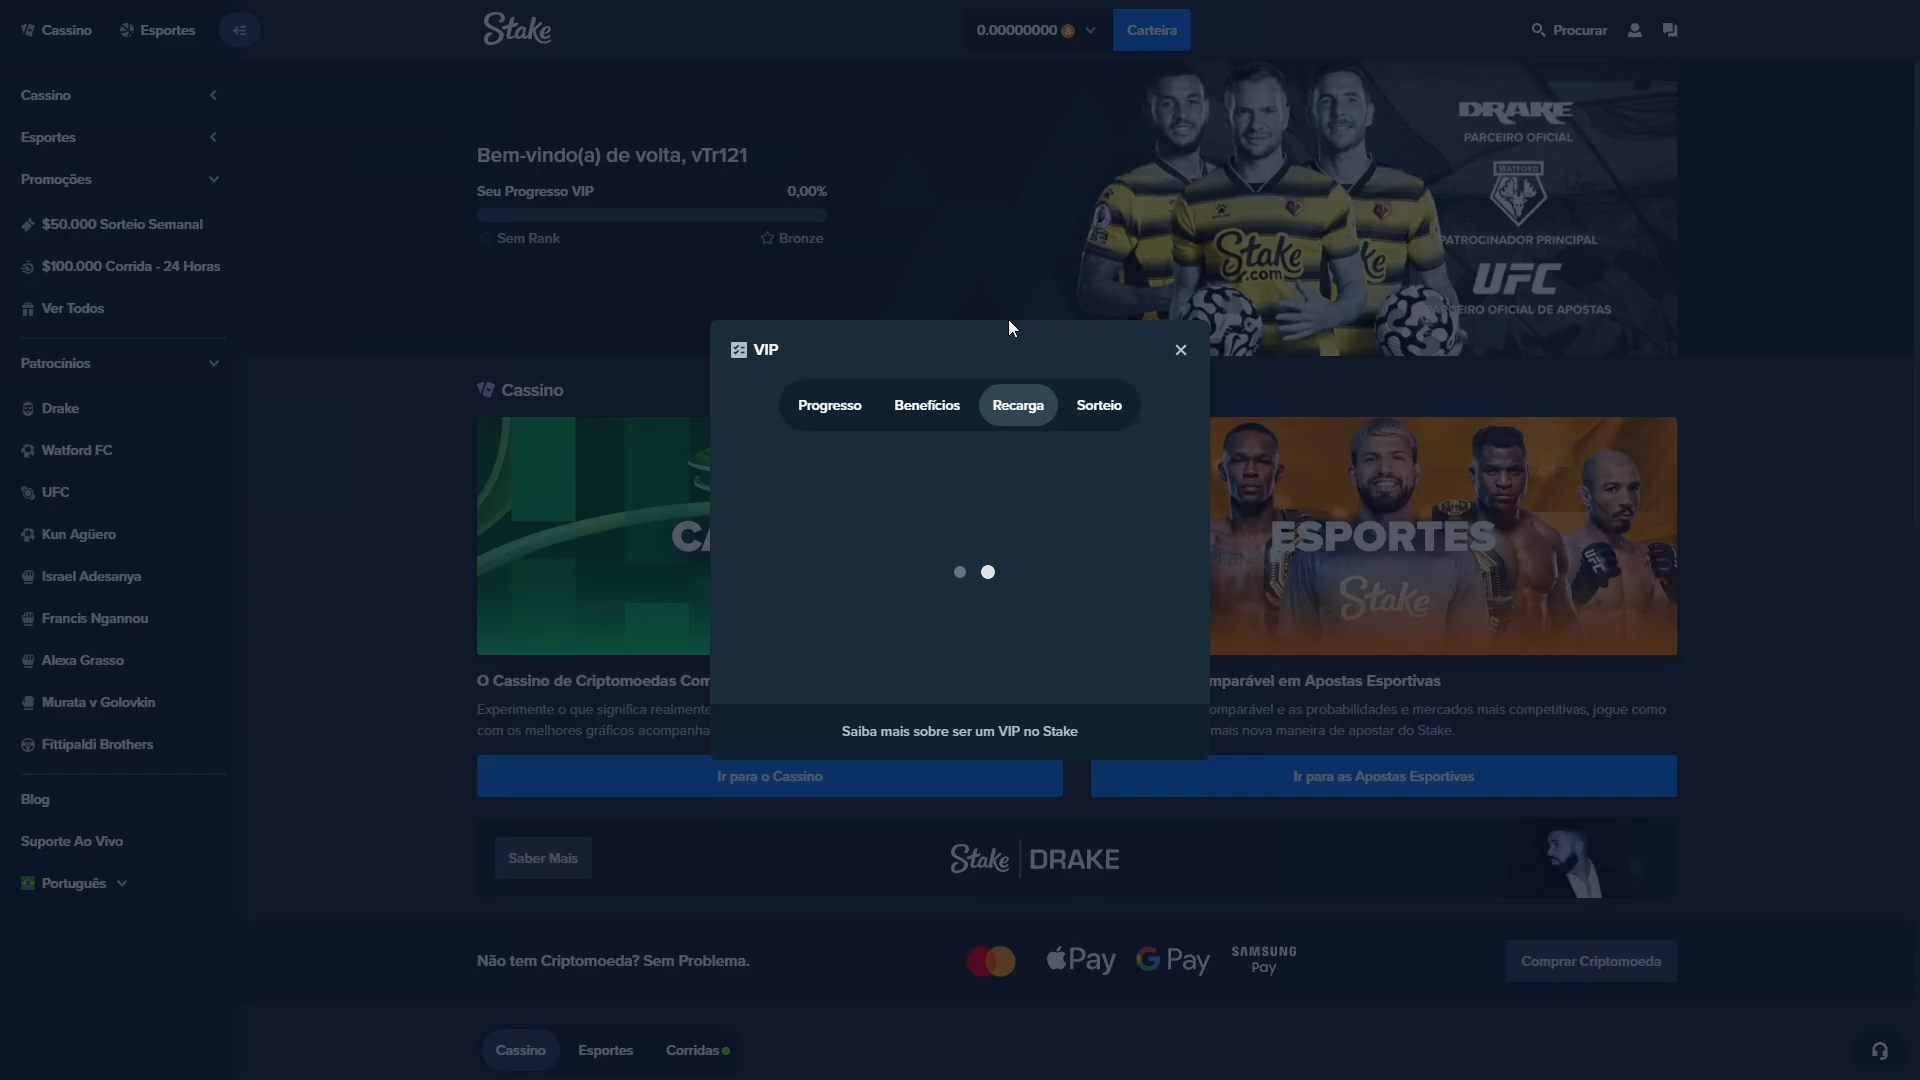 Cassino
Esportes
Stake
0.00000000
Carteira
Procurar
Cassino
Esportes
Promoções
$50.000 Sorteio Semanal
$100.000 Corrida - 24 Horas
Ver Todos
Patrocínios
Drake
Watford FC
UFC
Kun Agüero
Israel Adesanya
Francis Ngannou
Alexa Grasso
Murata v Golovkin
Fittipaldi Brothers
Blog
Suporte Ao Vivo
Português
Bem-vindo(a) de volta, vTr121
Seu Progresso VIP
0,00%
Sem Rank
Bronze
Stake
.com
DRAKE
PARCEIRO OFICIAL
WATFORD
PATROCINADOR PRINCIPAL
UFC
PARCEIRO OFICIAL DE APOSTAS
VIP
Progresso
Benefícios
Recarga
Sorteio
Saiba mais sobre ser um VIP no Stake
Cassino
CA
O Cassino de Criptomoedas Com
Experimente o que significa realmente
com os melhores gráficos acompanha
Ir para o Cassino
ESPORTES
Stake
mparável em Apostas Esportivas
omparável e as probabilidades e mercados mais competitivas, jogue como
mais nova maneira de apostar do Stake.
Ir para as Apostas Esportivas
Saber Mais
Stake | DRAKE
Não tem Criptomoeda? Sem Problema.
Pay
G Pay
SAMSUNG
Pay
Comprar Criptomoeda
Cassino
Esportes
Corridas